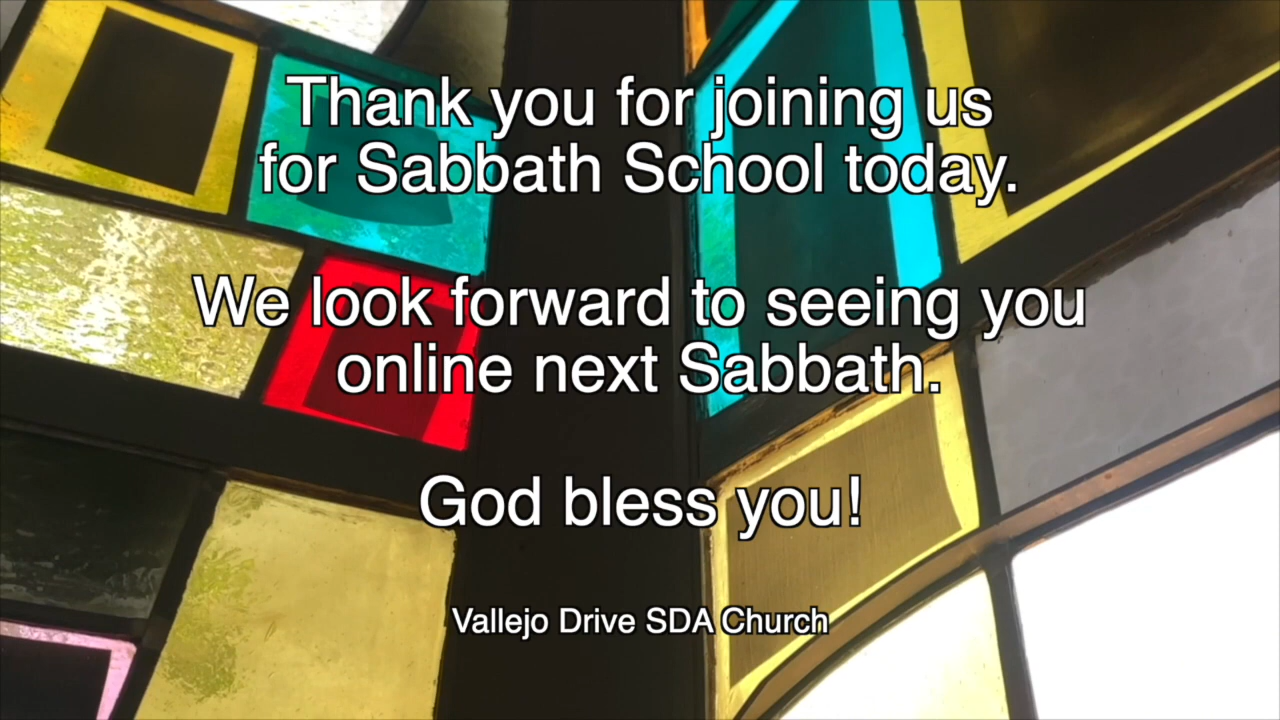 Thank you for joining us
for Sabbath School today.
We look forward to seeing you
online next Sabbath.
God bless you!
Vallejo Drive SDA Church